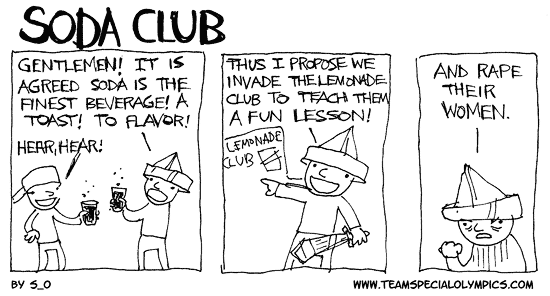 SODA CLUB
GENTLEMEN! IT IS
AGREED SODA IS THE
FINEST BEVERAGE! A
TOAST! TO FLAVOR!
HEAR, HEAR!
THUS I PROPOSE WE
INVADE THE LEMONADE
CLUB TO TEACH THEM
A FUN LESSON!
LEMONADE
CLUB
AND RAPE
THEIR
WOMEN.
BY S_O
WWW.TEAMSPECIALOLYMPICS.COM